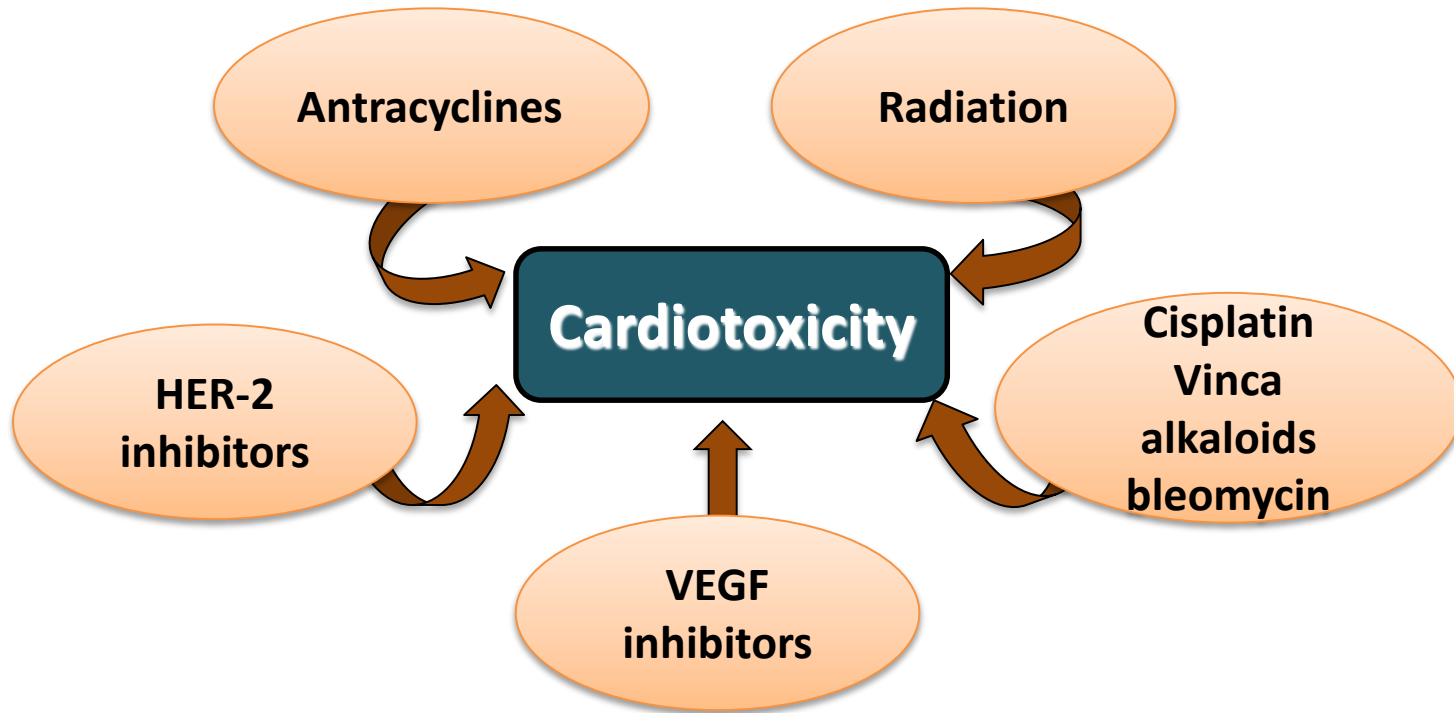 Antracyclines
Radiation
Cardiotoxicity
HER-2
inhibitors
Cisplatin
Vinca
alkaloids
bleomycin
VEGF
inhibitors